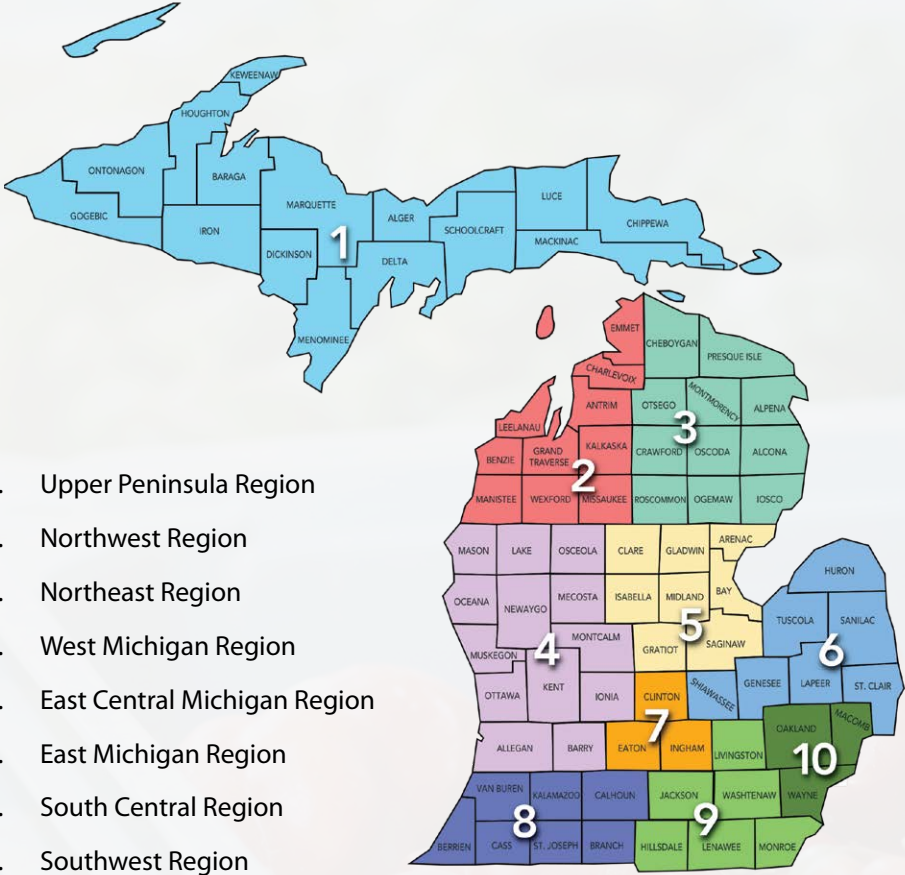 KEWEENAW
HOUGHTON
ONTONAGON
BARAGA
GOGEBIC
MARQUETTE
LUCE
ALGER
CHIPPEWA
IRON
1
SCHOOLCRAFT
MACKINAC
DICKINSON
DELTA
MENOMINEE
EMMET
CHEBOYGAN
PRESQUE ISLE
CHARLEVOIX
ANTRIM
OTSEGO
MONTMORENCY
ALPENA
LEELANAU
3
BENZIE
GRAND
TRAVERSE
KALKASKA
CRAWFORD
OSCODA
ALCONA
2
MANISTEE
WEXFORD
MISSAUKEE
ROSCOMMON
OGEMAW
IOSCO
MASON
LAKE
OSCEOLA
CLARE
GLADWIN
ARENAC
HURON
OCEANA
NEWAYGO
MECOSTA
ISABELLA
MIDLAND
BAY
TUSCOLA
SANILAC
5
MUSKEGON
MONTCALM
GRATIOT
SAGINAW
4
6
OTTAWA
KENT
IONIA
CLINTON
SHIAWASSEE
GENESEE
LAPEER
ST. CLAIR
7
ALLEGAN
BARRY
EATON
INGHAM
LIVINGSTON
OAKLAND
MACOMB
10
VAN BUREN
KALAMAZOO
CALHOUN
JACKSON
WASHTENAW
WAYNE
8
9
BERRIEN
CASS
ST. JOSEPH
BRANCH
HILLSDALE
LENAWEE
MONROE
. Upper Peninsula Region
. Northwest Region
. Northeast Region
. West Michigan Region
. East Central Michigan Region
. East Michigan Region
. South Central Region
. Southwest Region